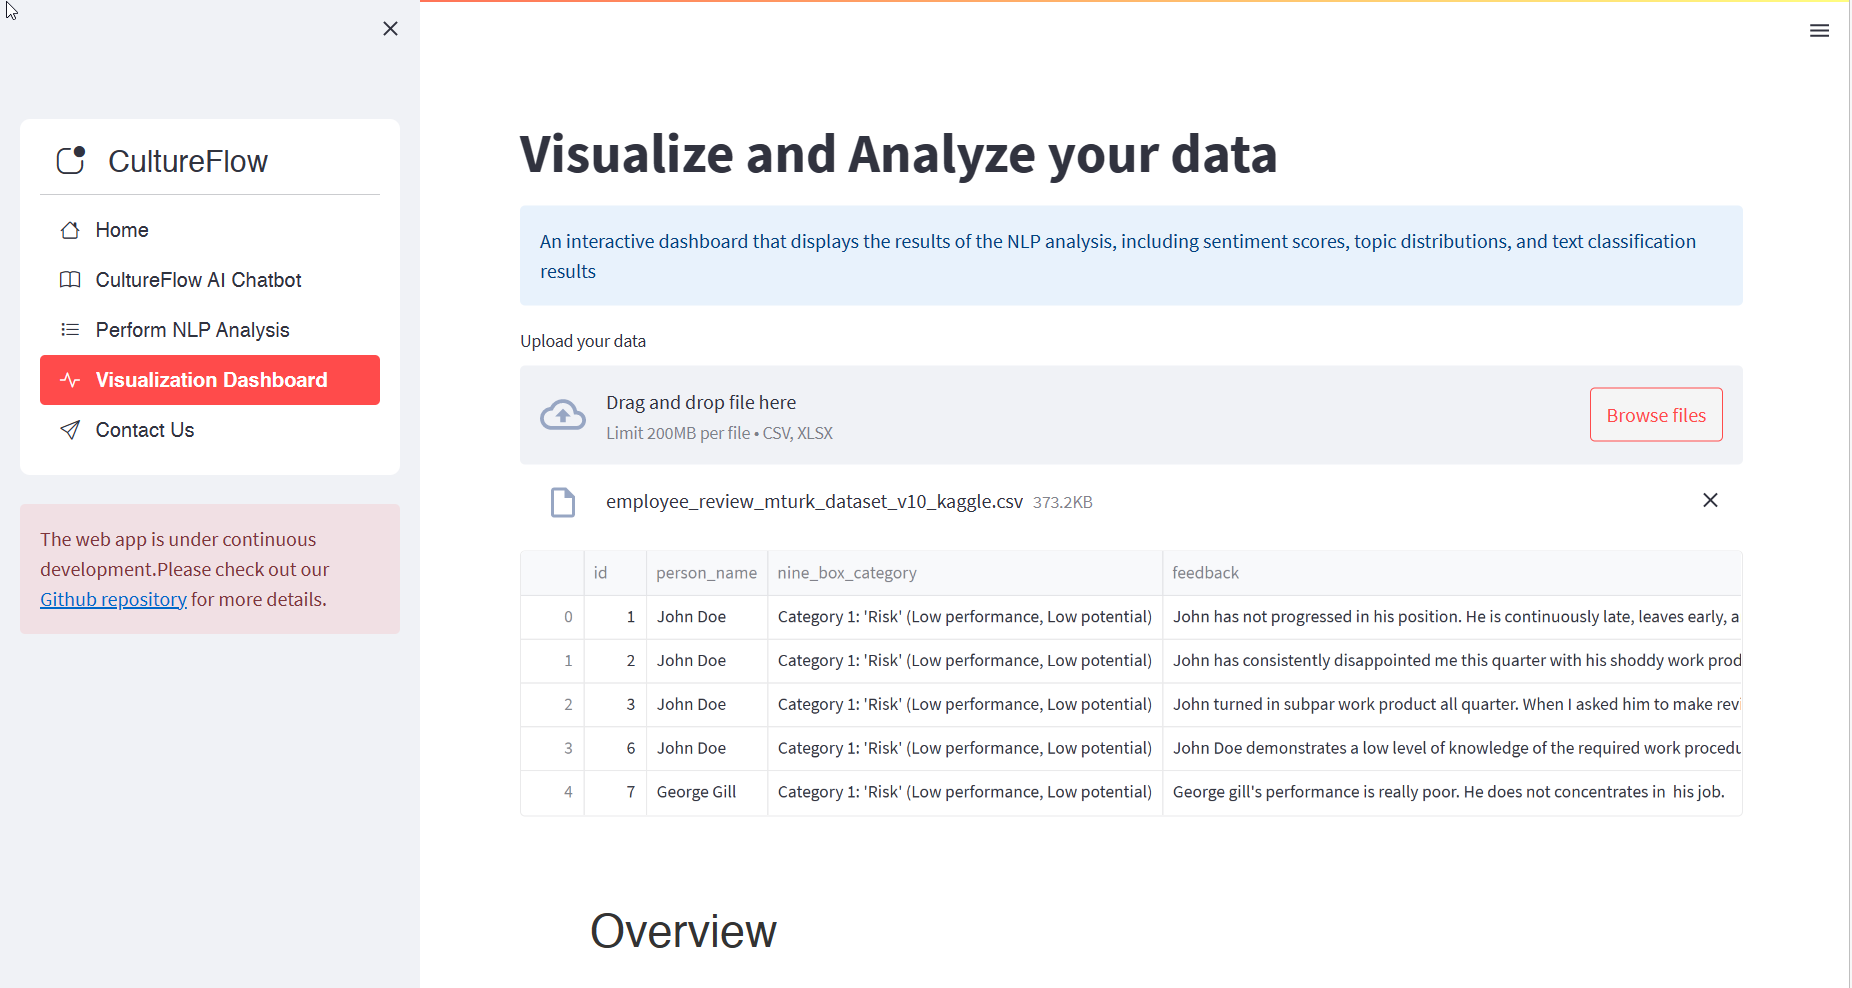 CultureFlow
Home
CultureFlow AI Chatbot
Perform NLP Analysis
Visualization Dashboard
Contact Us
The web app is under continuous
development.Please check out our
Github repository for more details.
Visualize and Analyze your data
An interactive dashboard that displays the results of the NLP analysis, including sentiment scores, topic distributions, and text classification
results
Upload your data
Drag and drop file here
Limit 200MB per file • CSV, XLSX
Browse files
employee_review_mturk_dataset_v10_kaggle.csv 373.2KB
id person_name nine_box_category feedback
0 1 John Doe Category 1: 'Risk' (Low performance, Low potential) John has not progressed in his position. He is continuously late, leaves early, a
1 2 John Doe Category 1: 'Risk' (Low performance, Low potential) John has consistently disappointed me this quarter with his shoddy work prod
2 3 John Doe Category 1: 'Risk' (Low performance, Low potential) John turned in subpar work product all quarter. When I asked him to make revi
3 6 John Doe Category 1: 'Risk' (Low performance, Low potential) John Doe demonstrates a low level of knowledge of the required work procedu
4 7 George Gill Category 1: 'Risk' (Low performance, Low potential) George gill's performance is really poor. He does not concentrates in his job.
Overview